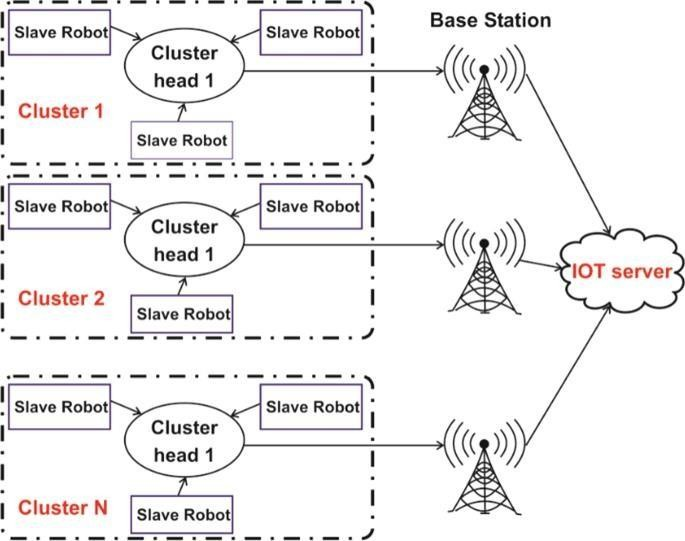 Base Station
Slave Robot
Slave Robot
Cluster
head 1
Cluster 1
Slave Robot
Slave Robot
Slave Robot
Cluster
head 1
Cluster 2
Slave Robot
IOT server
Slave Robot
Slave Robot
Cluster
head 1
Cluster N
Slave Robot